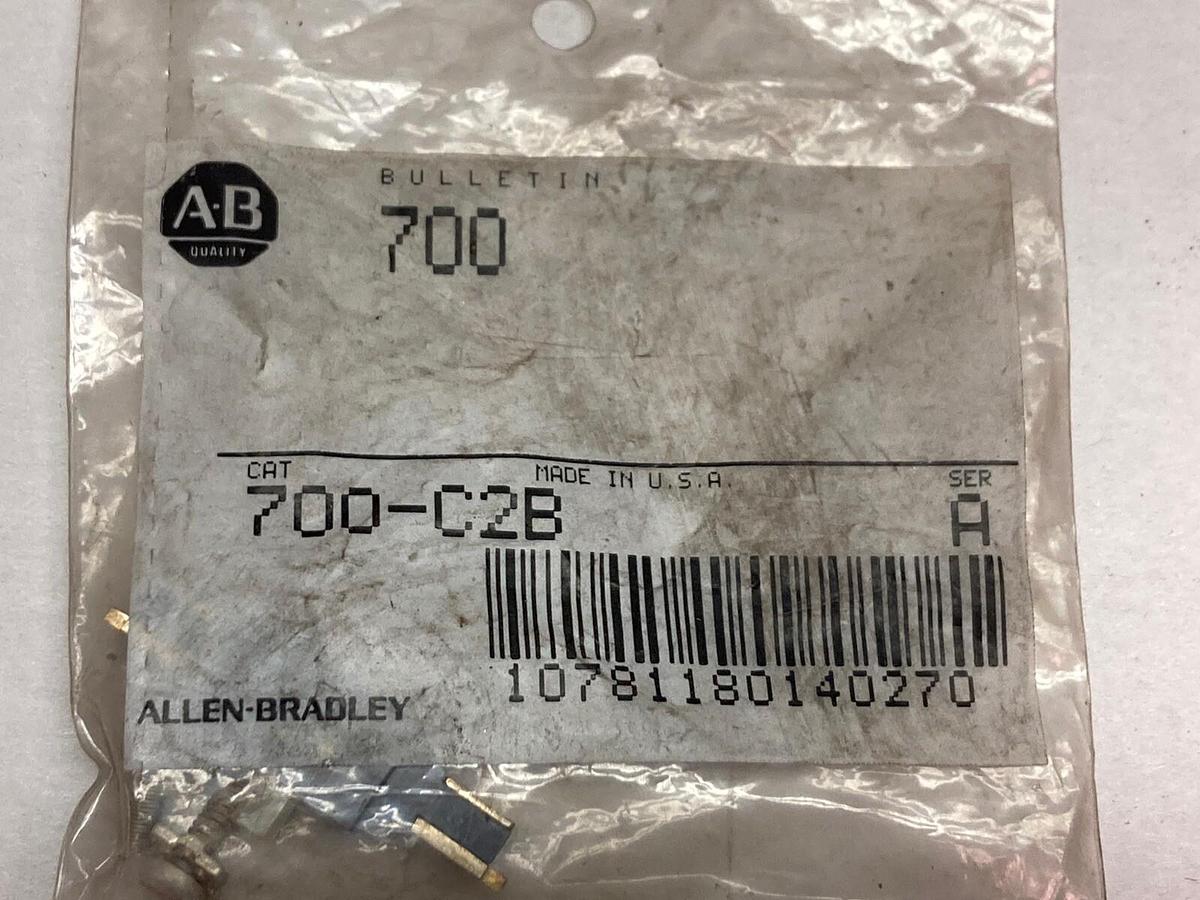 A·B
QUALITY
BULLETIN
700
CAT
MADE IN U.S.A.
SER
700-C2B
A
10781180140270
ALLEN-BRADLEY